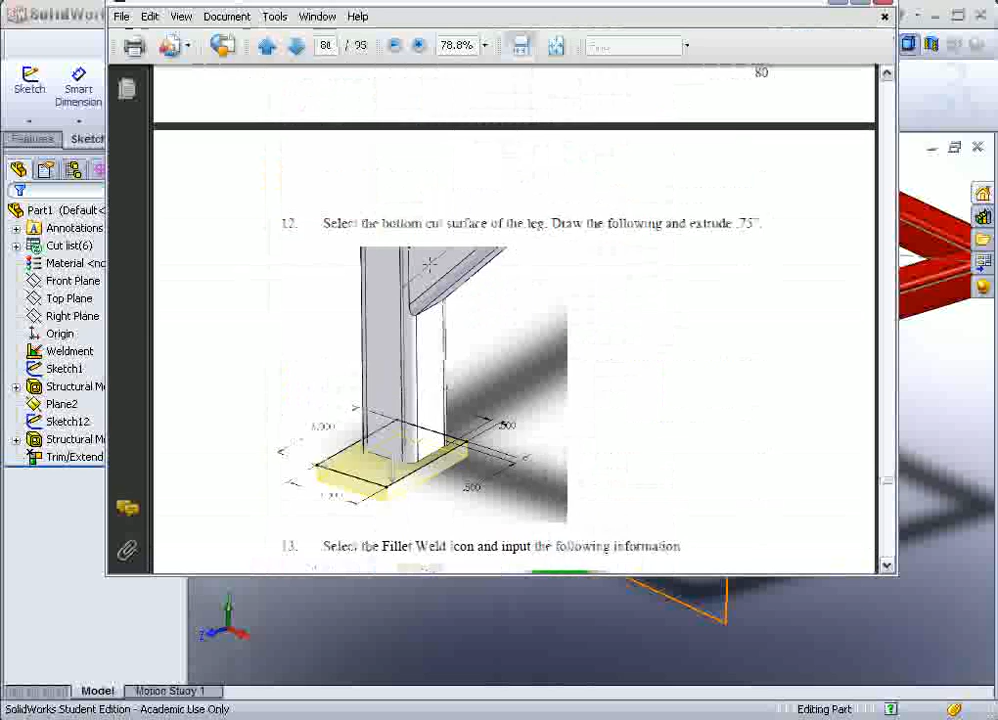 SolidWor
File Edit View Document Tools Window Help
/ 95 78.8%
Sketch Smart Dimension
Features Sketch
80
Part1 (Default<
Annotations
Cut list(6)
Material <no
Front Plane
Top Plane
Right Plane
Origin
Weldment
Sketch1
Structural M
Plane2
Sketch12
Structural M
Trim/Extend
12. Select the bottom cut surface of the leg. Draw the following and extrude .75".
.500
.500
13. Select the Fillet Weld icon and input the following information
Model Motion Study 1
SolidWorks Student Edition - Academic Use Only
Editing Part